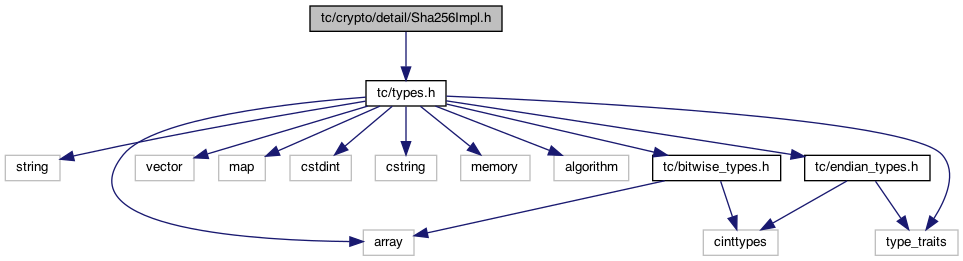 tc/crypto/detail/Sha256Impl.h
tc/types.h
string
vector
map
cstdint
cstring
memory
algorithm
tc/bitwise_types.h
tc/endian_types.h
array
cinttypes
type_traits